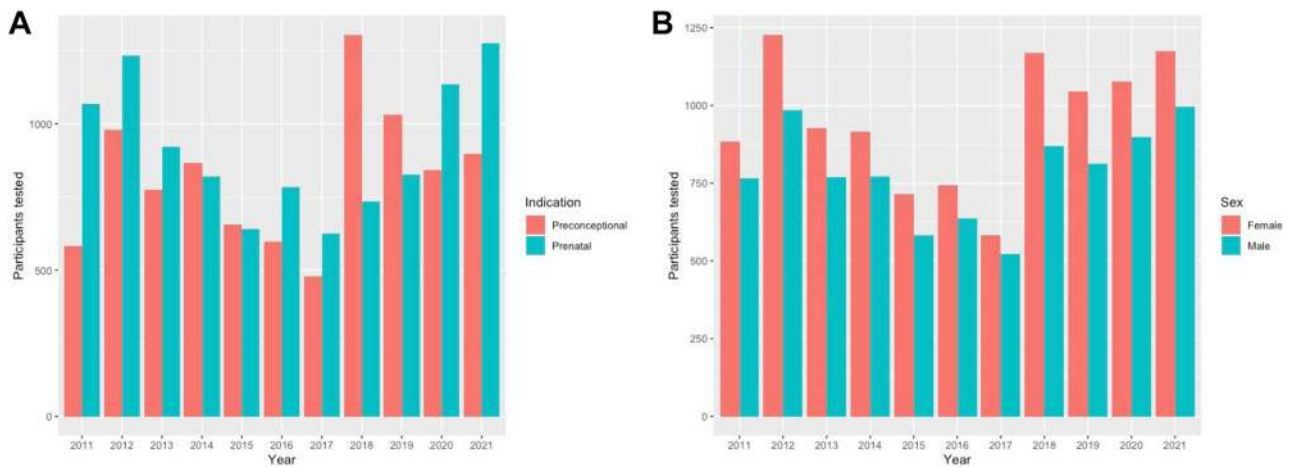 A
Participants tested
1000
500
0
2011 2012 2013 2014 2015 2016 2017 2018 2019 2020 2021
Year
Indication
Preconceptional
Prenatal
B
Participants tested
1250
1000
750
500
250
0
2011 2012 2013 2014 2015 2016 2017 2018 2019 2020 2021
Year
Sex
Female
Male